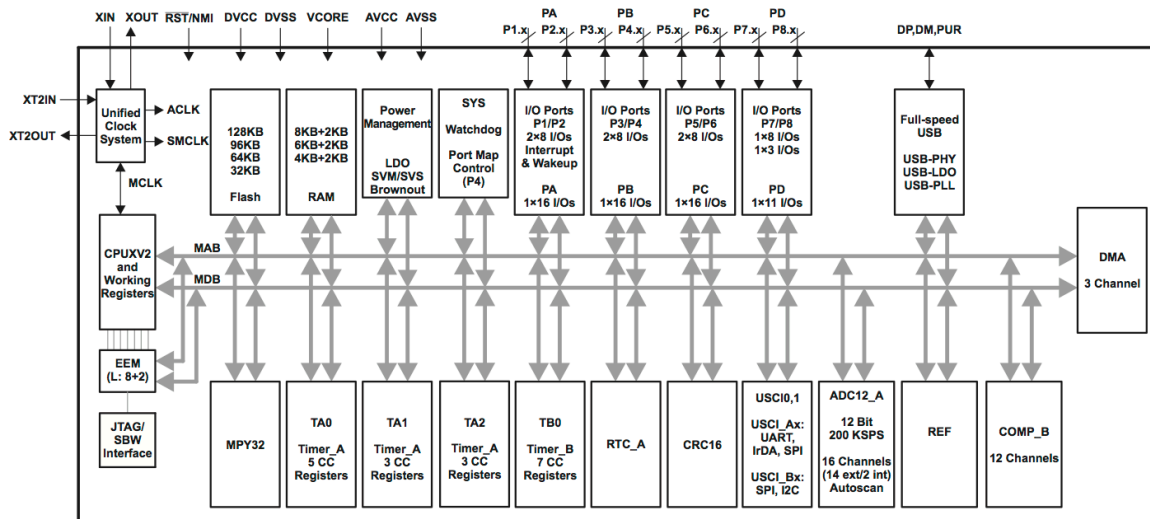 XIN XOUT RST/NMI DVCC DVSS VCORE AVCC AVSS
PA PB PC PD
P1.x P2.x P3.x P4.x P5.x P6.x P7.x P8.x
DP,DM,PUR
XT2IN
XT2OUT
Unified
Clock
System
ACLK
SMCLK
MCLK
128KB
96KB
64KB
32KB
Flash
8KB+2KB
6KB+2KB
4KB+2KB
RAM
Power
Management
LDO
SVM/SVS
Brownout
SYS
Watchdog
Port Map
Control
(P4)
I/O Ports
P1/P2
2×8 I/Os
Interrupt
& Wakeup
PA
1×16 I/Os
I/O Ports
P3/P4
2×8 I/Os
PB
1×16 I/Os
I/O Ports
P5/P6
2×8 I/Os
PC
1×16 I/Os
I/O Ports
P7/P8
1×8 I/Os
1×3 I/Os
PD
1×11 I/Os
Full-speed
USB
USB-PHY
USB-LDO
USB-PLL
CPUXV2
and
Working
Registers
MAB
MDB
DMA
3 Channel
EEM
(L: 8+2)
JTAG/
SBW
Interface
MPY32
TA0
Timer_A
5 CC
Registers
TA1
Timer_A
3 CC
Registers
TA2
Timer_A
3 CC
Registers
TB0
Timer_B
7 CC
Registers
RTC_A
CRC16
USCI0,1
USCI_Ax:
UART,
IrDA, SPI
USCI_Bx:
SPI, I2C
ADC12_A
12 Bit
200 KSPS
16 Channels
(14 ext/2 int)
Autoscan
REF
COMP_B
12 Channels